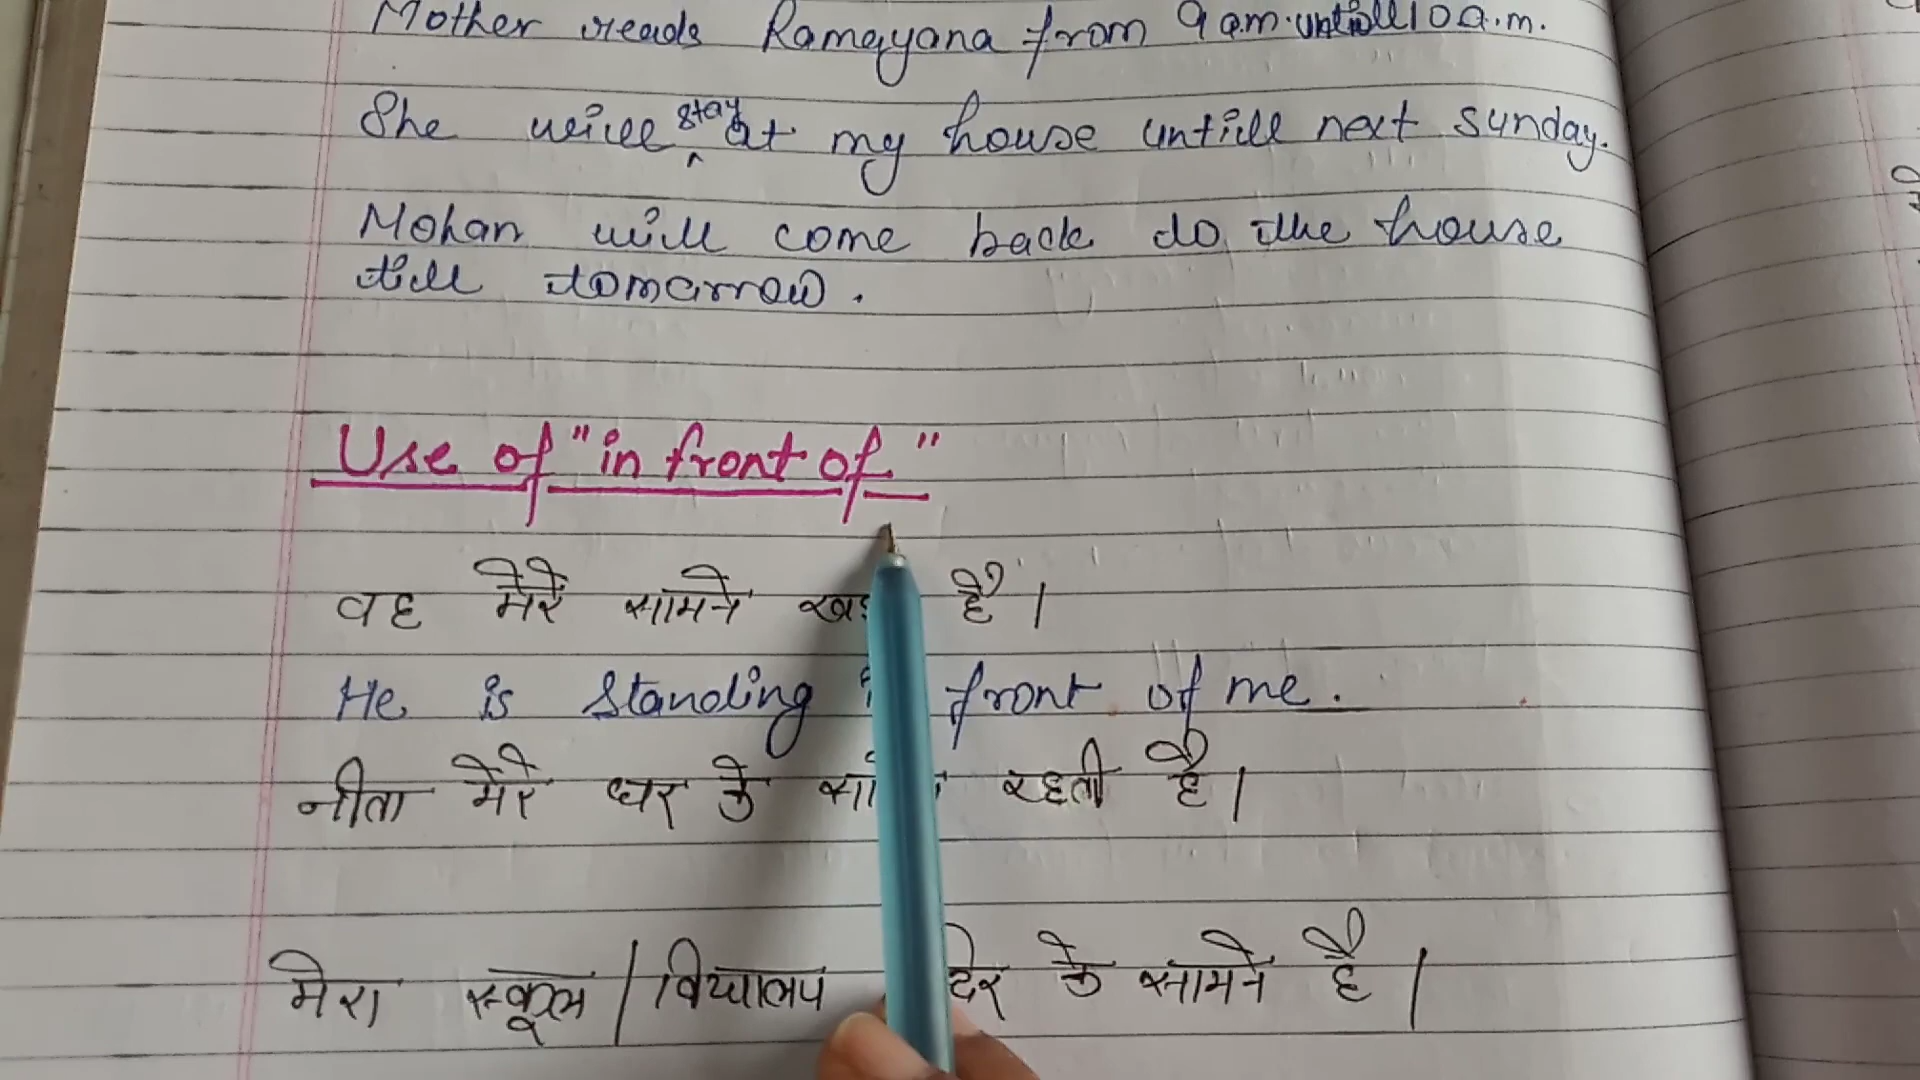 Mother reads Ramayana from 9 a.m. untill 10 a.m.
She will stay at my house untill next sunday.
Mohan will come back to the house
till tomorrow.
Use of "in front of"
वह मेरे सामने है।
He is standing front of me.
नीता मेरे घर के रहती है।
मेरा स्कूल / विद्यालय के सामने है।